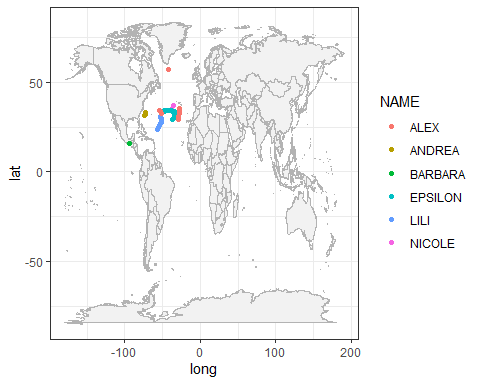 50
0
-50
lat
-100
0
100
200
long
NAME
ALEX
ANDREA
BARBARA
EPSILON
LILI
NICOLE